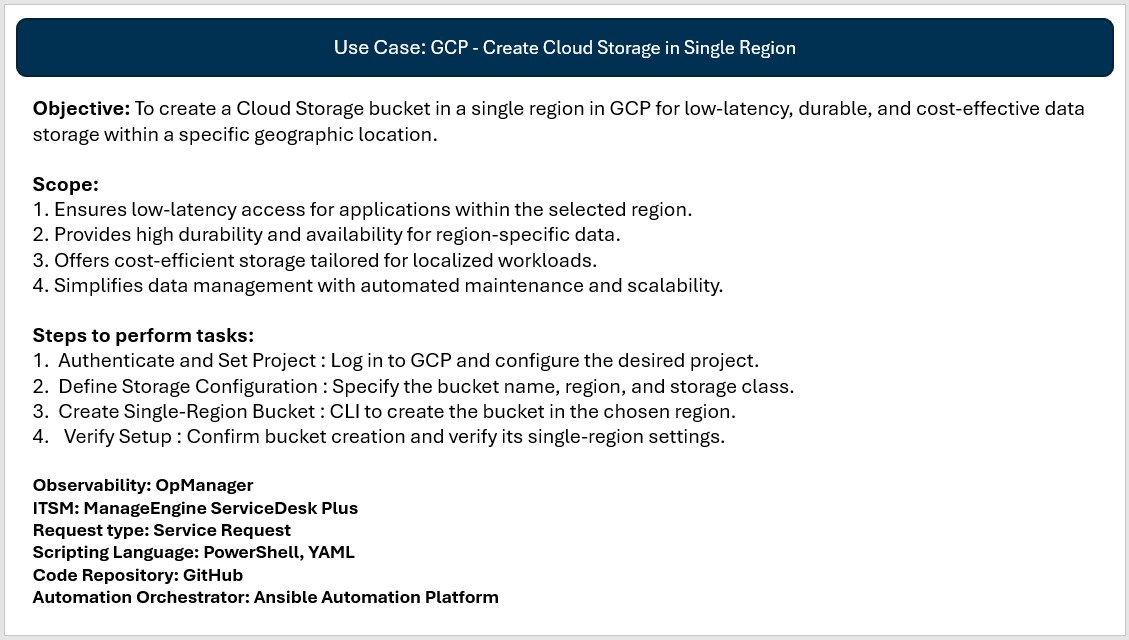 Use Case: GCP - Create Cloud Storage in Single Region
Objective: To create a Cloud Storage bucket in a single region in GCP for low-latency, durable, and cost-effective data
storage within a specific geographic location.
Scope:
1. Ensures low-latency access for applications within the selected region.
2. Provides high durability and availability for region-specific data.
3. Offers cost-efficient storage tailored for localized workloads.
4. Simplifies data management with automated maintenance and scalability.
Steps to perform tasks:
1. Authenticate and Set Project : Log in to GCP and configure the desired project.
2. Define Storage Configuration : Specify the bucket name, region, and storage class.
3. Create Single-Region Bucket : CLI to create the bucket in the chosen region.
4. Verify Setup : Confirm bucket creation and verify its single-region settings.
Observability: OpManager
ITSM: ManageEngine ServiceDesk Plus
Request type: Service Request
Scripting Language: PowerShell, YAML
Code Repository: GitHub
Automation Orchestrator: Ansible Automation Platform